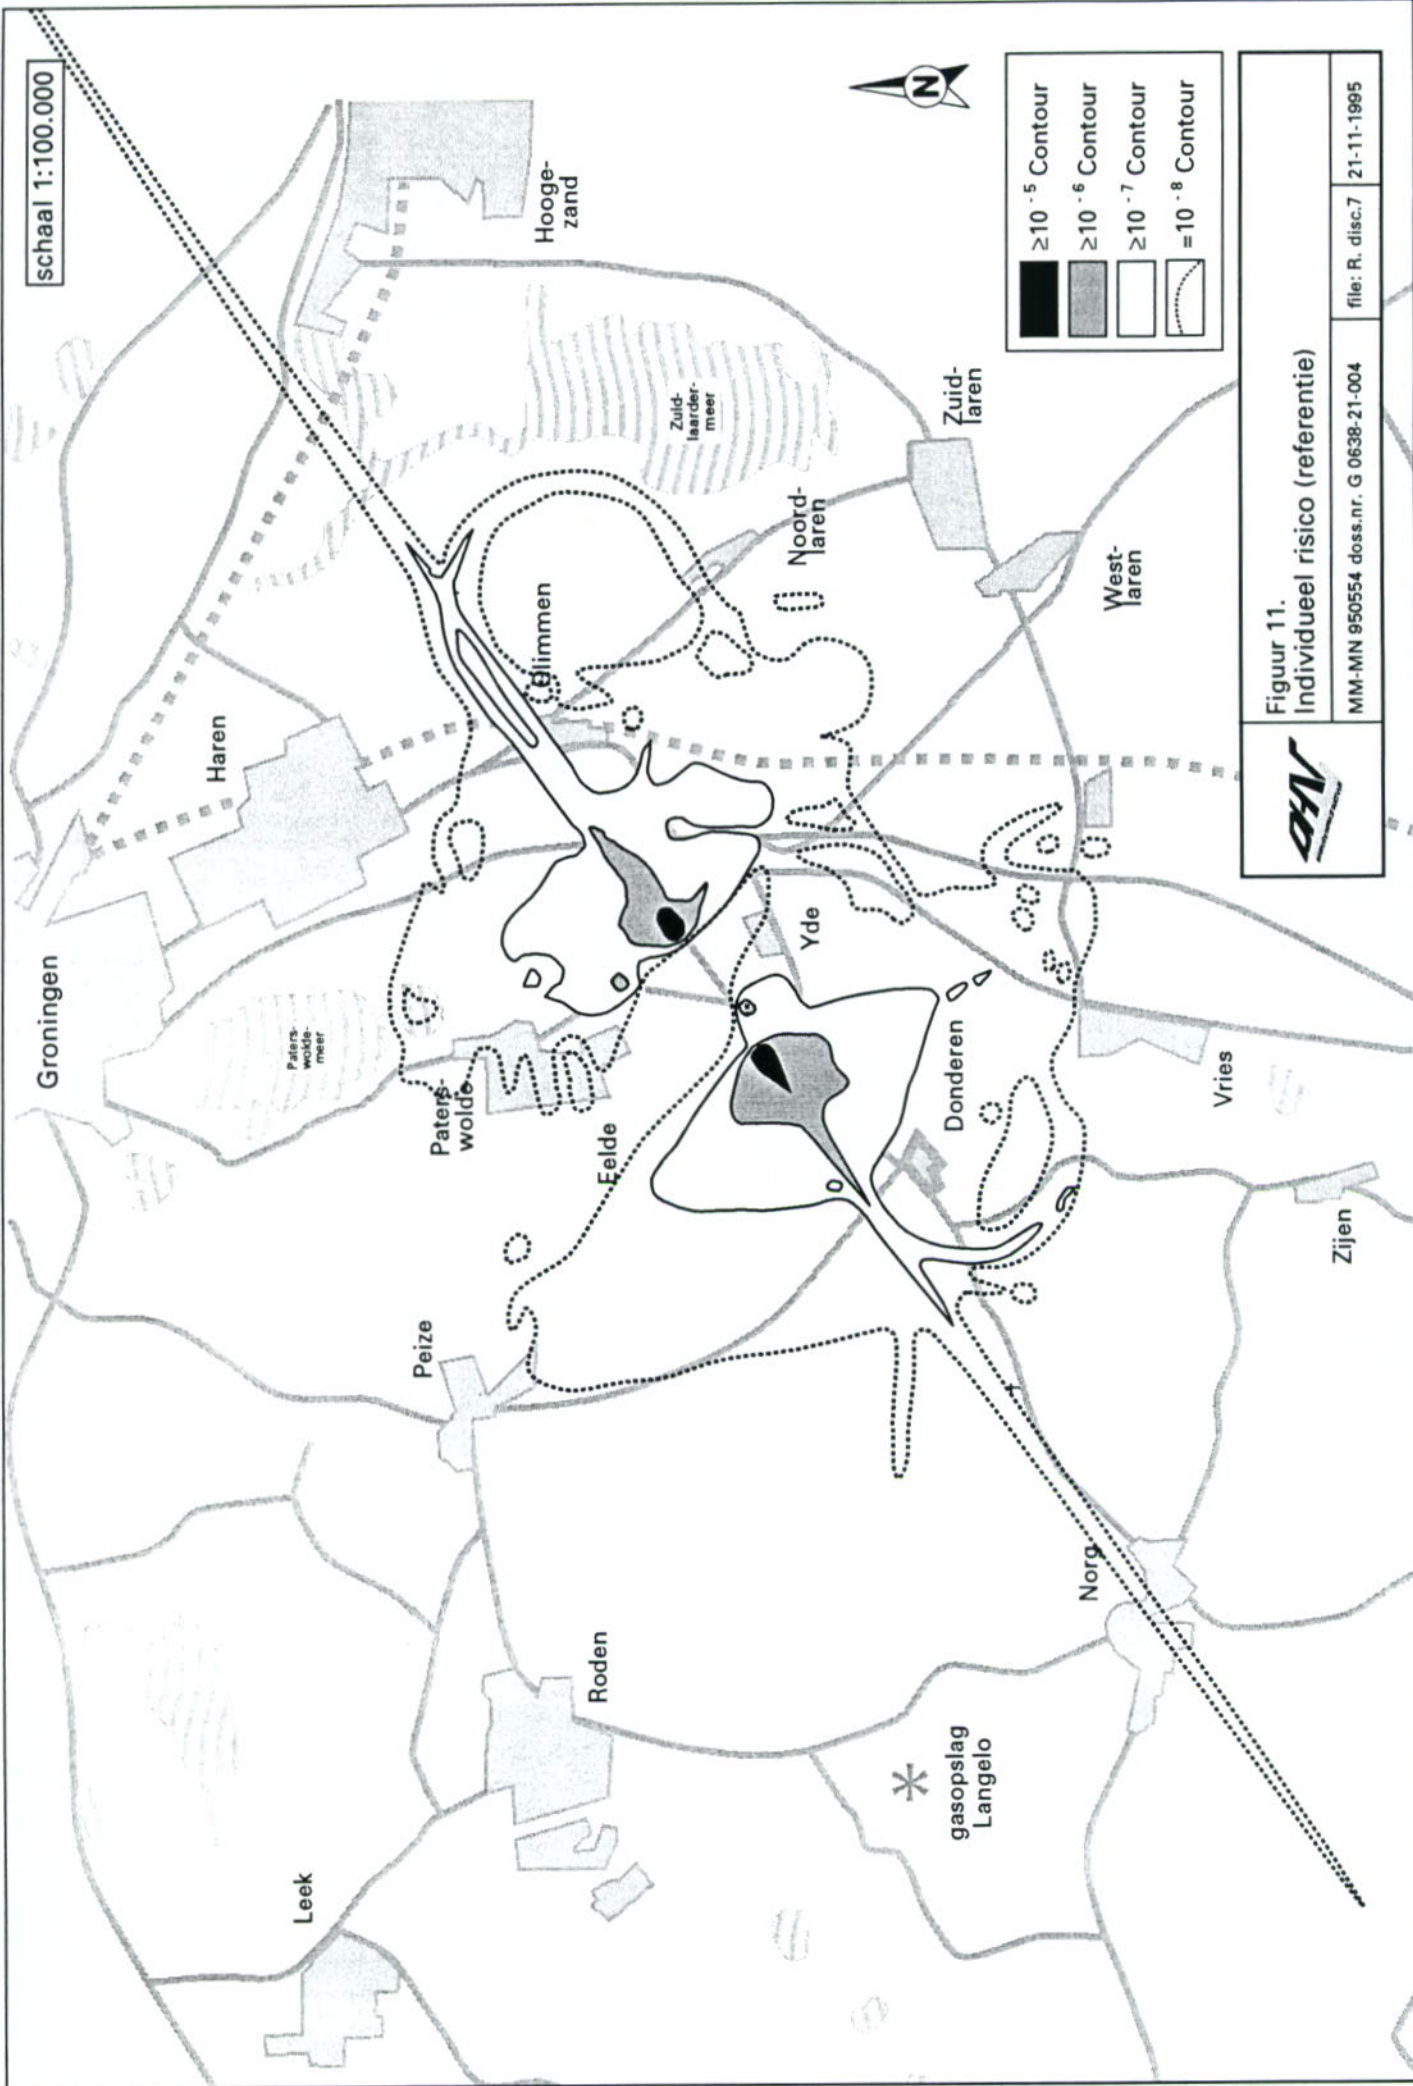 schaal 1:100.000
Groningen
Haren
Hooge-
zand
Paters-
wolde-
meer
Zuid-
laarder-
meer
Leek
Peize
Paters-
wolde
Glimmen
Roden
Eelde
Noord-
laren
Yde
Zuid-
laren
Donderen
West-
laren
gasopslag
Langelo
Norg
Vries
Zijen
N
≥10 - 5 Contour
≥10 - 6 Contour
≥10 - 7 Contour
=10 - 8 Contour
Figuur 11.
Individueel risico (referentie)
MM-MN 950554 doss.nr. G 0638-21-004 file: R. disc.7 21-11-1995
DHV